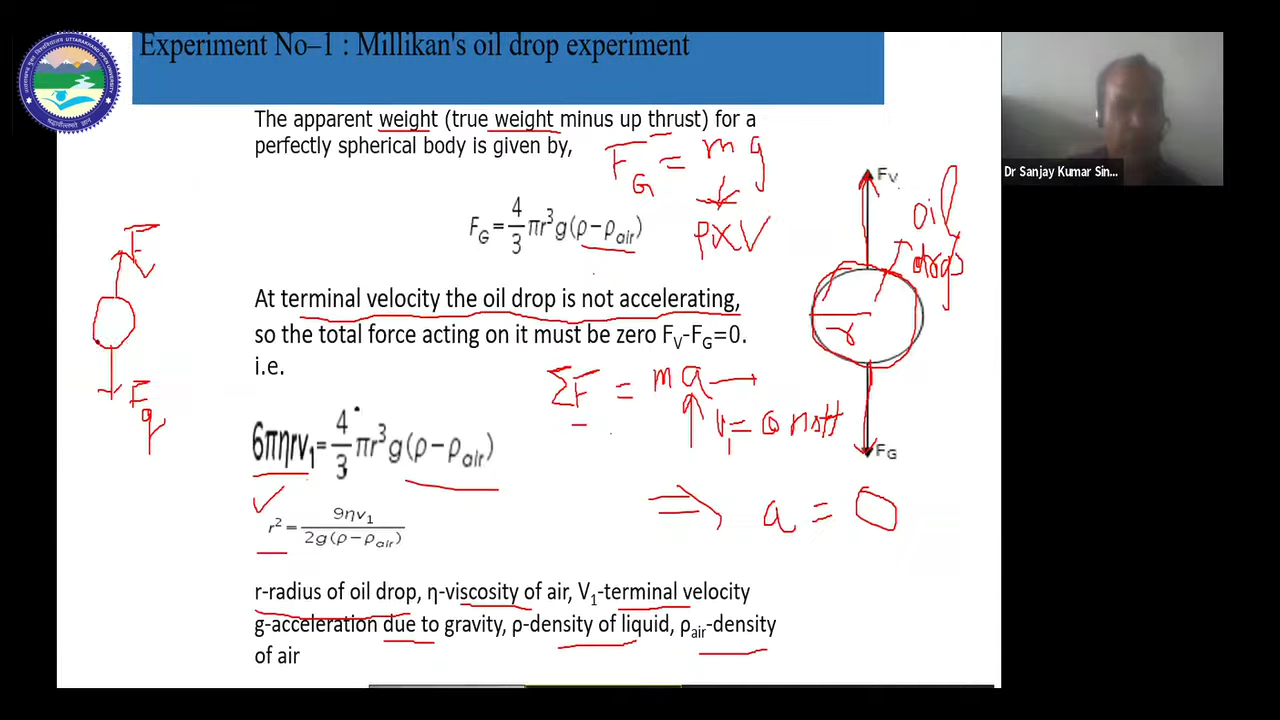 Experiment No–1 : Millikan's oil drop experiment
The apparent weight (true weight minus up thrust) for a
perfectly spherical body is given by,
F_G = m g
ρ × V
F_G = 4/3 πr³g(ρ – ρ_air)
At terminal velocity the oil drop is not accelerating,
so the total force acting on it must be zero F_V-F_G=0.
i.e.
ΣF = m a
v₁ = constt
6πηrv₁ = 4/3 πr³g(ρ – ρ_air)
⇒ a = 0
r² = 9ηv₁ / 2g(ρ – ρ_air)
r-radius of oil drop, η-viscosity of air, V₁-terminal velocity
g-acceleration due to gravity, ρ-density of liquid, ρ_air-density
of air
F_V
F_g
F_V
oil
drop
r
F_G
Dr Sanjay Kumar Sin...